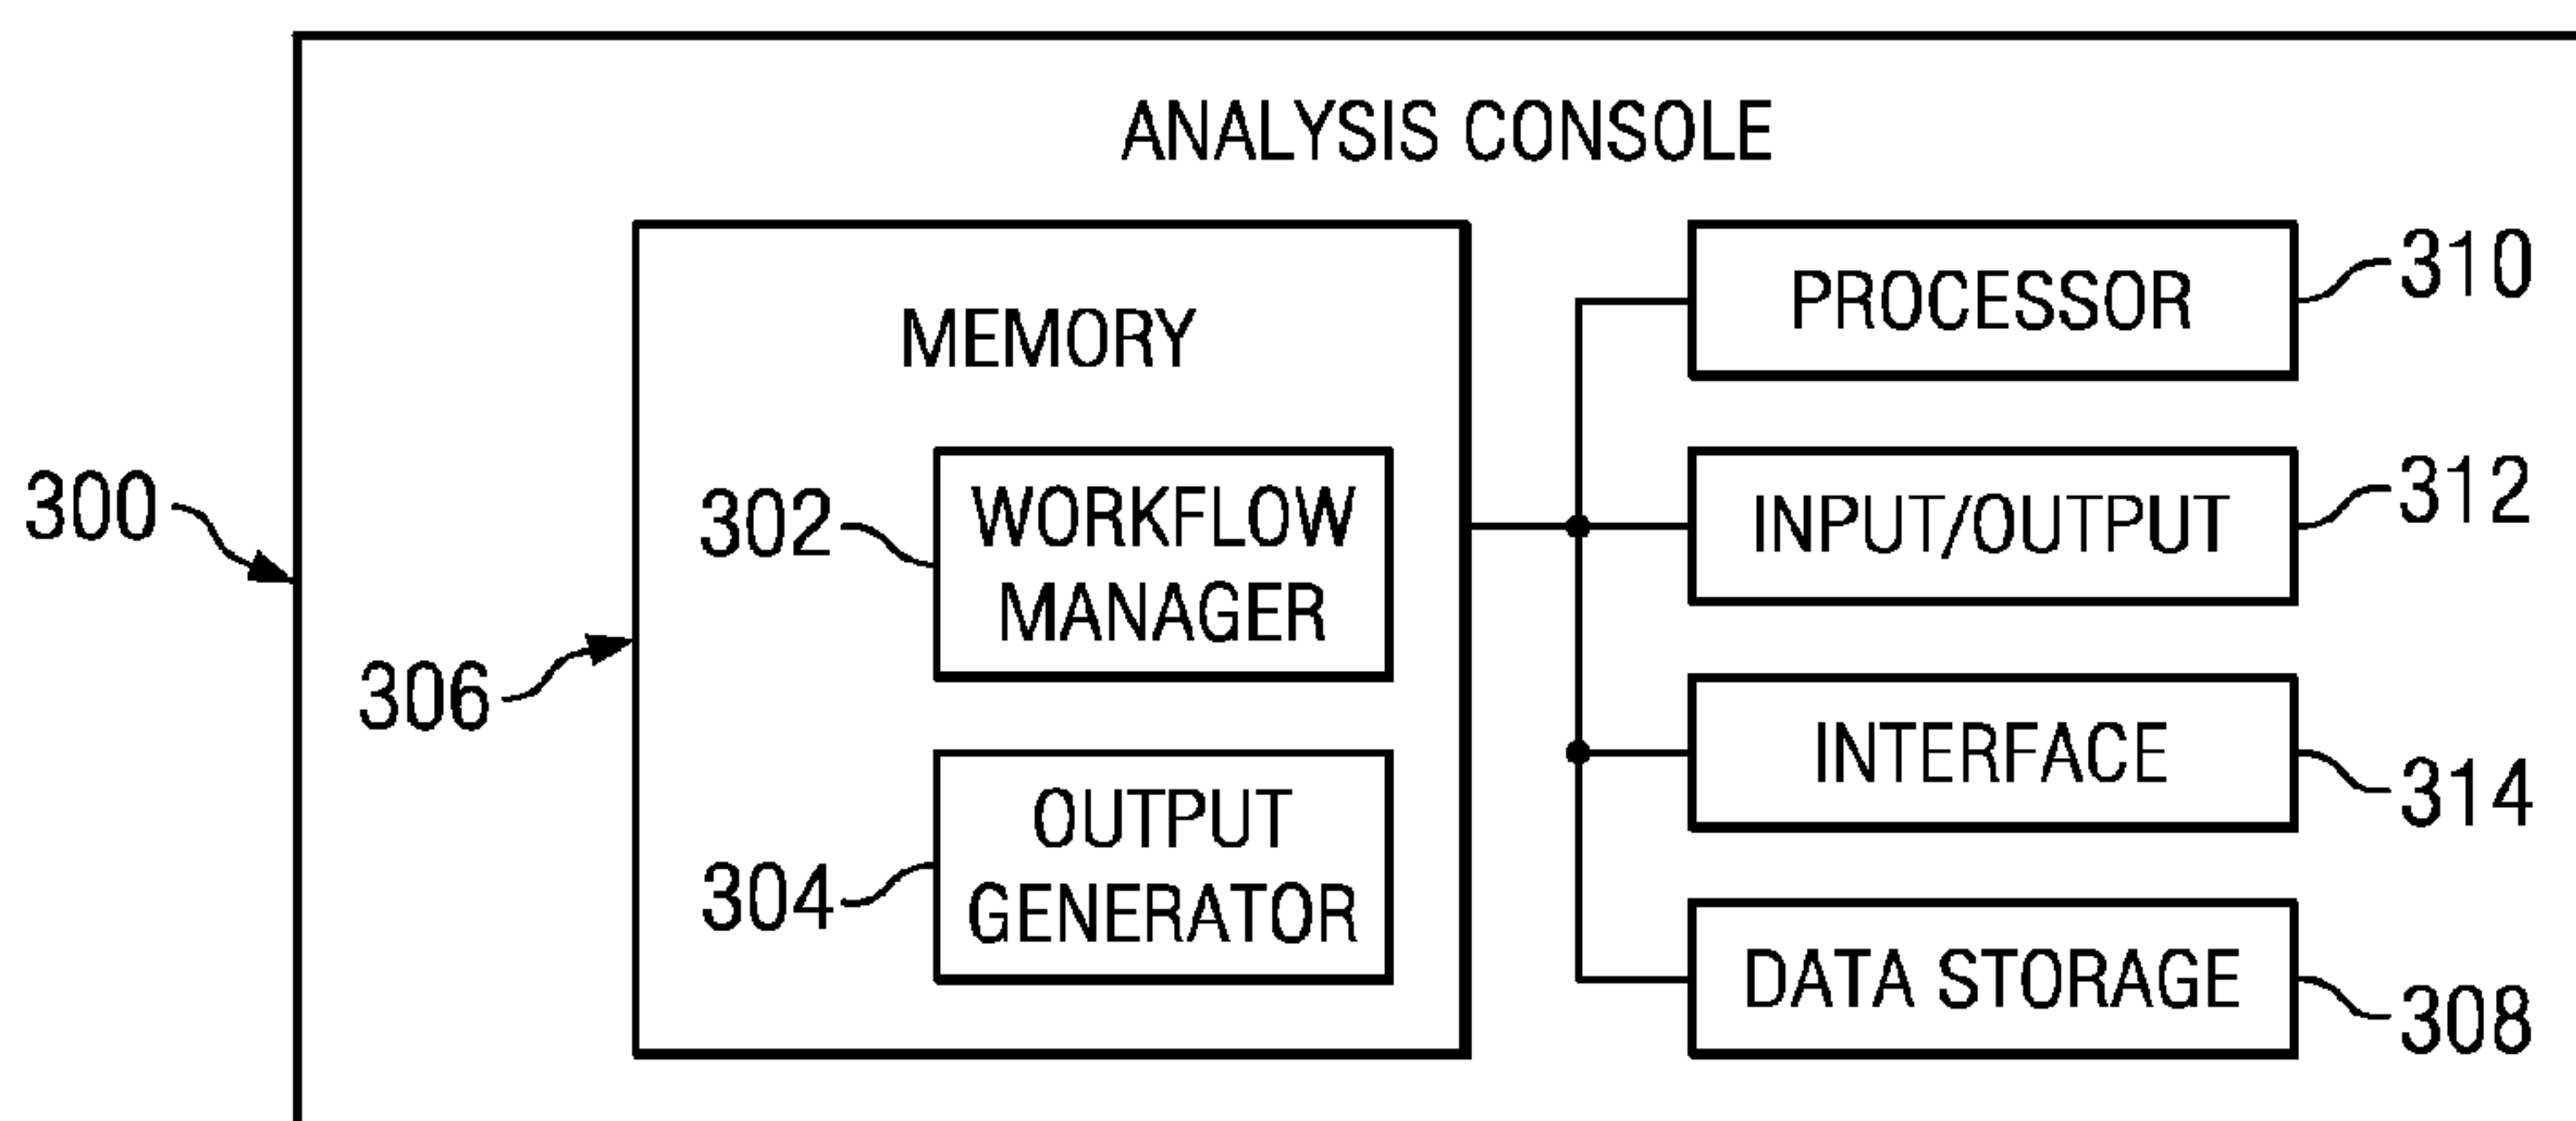 ANALYSIS CONSOLE
MEMORY
PROCESSOR
310
300
302
WORKFLOW
MANAGER
INPUT/OUTPUT
312
306
INTERFACE
314
304
OUTPUT
GENERATOR
DATA STORAGE
308